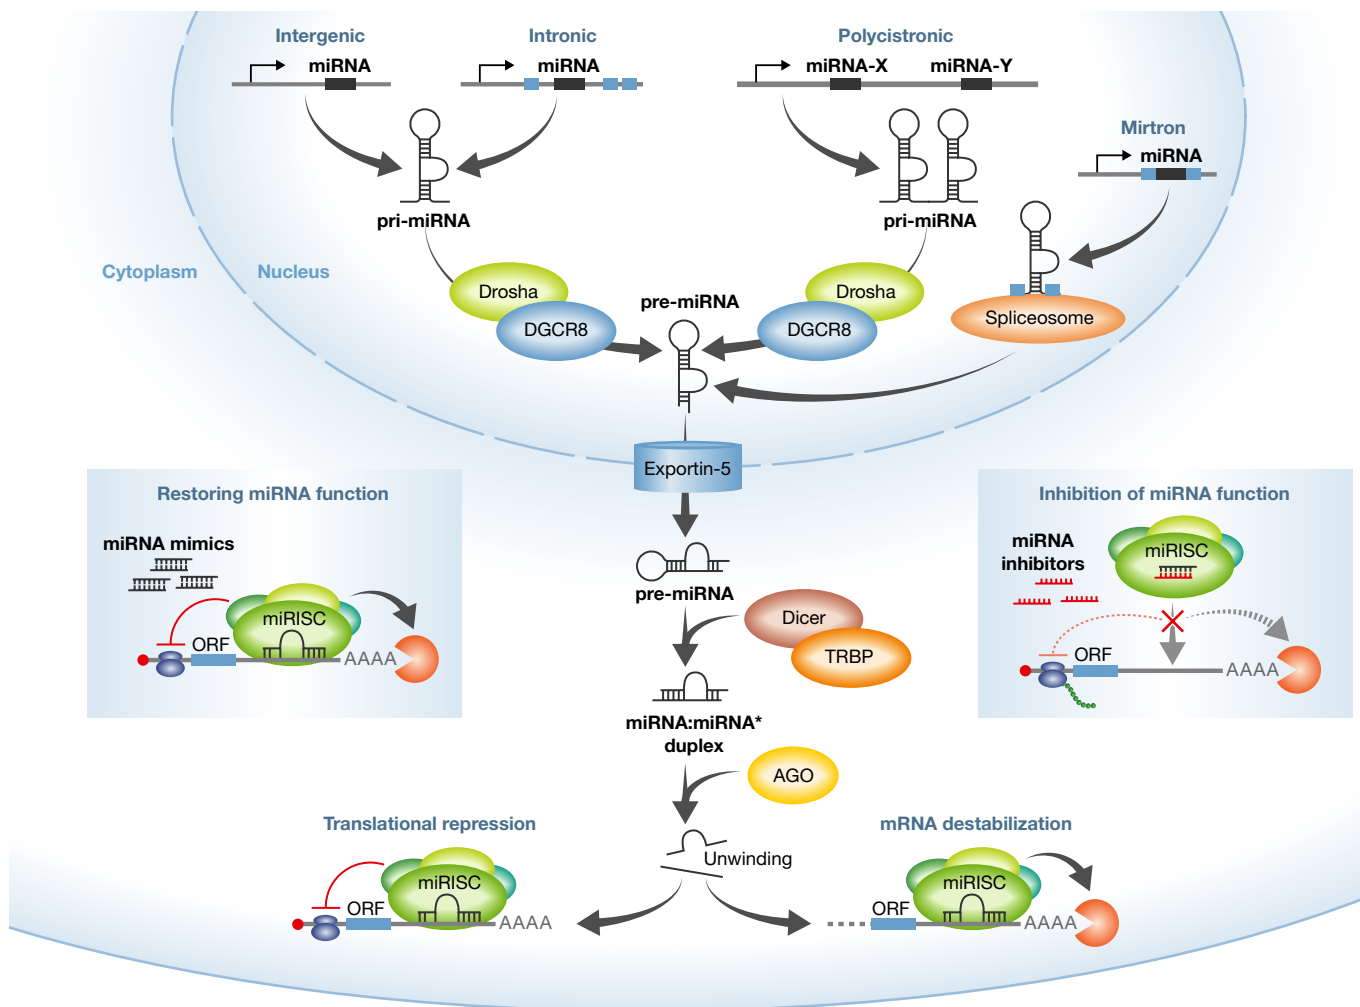 Intergenic
miRNA
Intronic
miRNA
Polycistronic
miRNA-X
miRNA-Y
Mirtron
miRNA
pri-miRNA
pri-miRNA
Cytoplasm
Nucleus
Drosha
DGCR8
pre-miRNA
Drosha
DGCR8
Spliceosome
Exportin-5
Restoring miRNA function
miRNA mimics
miRISC
ORF
AAAA
Inhibition of miRNA function
miRNA
inhibitors
miRISC
ORF
AAAA
pre-miRNA
Dicer
TRBP
miRNA:miRNA*
duplex
AGO
Unwinding
Translational repression
miRISC
ORF
AAAA
mRNA destabilization
miRISC
ORF
AAAA